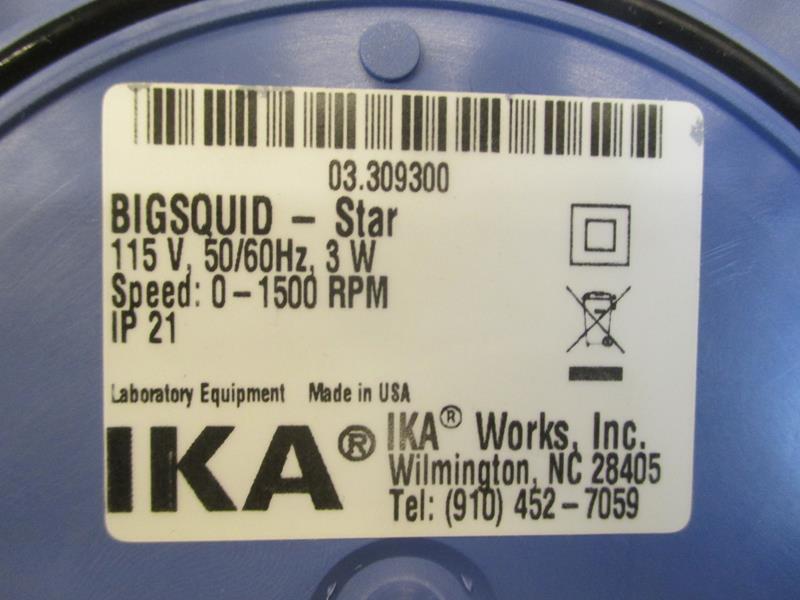 03.309300
BIGSQUID – Star
115 V, 50/60Hz, 3 W
Speed: 0–1500 RPM
IP 21
Laboratory Equipment Made in USA
IKA®
IKA® Works, Inc.
Wilmington, NC 28405
Tel: (910) 452–7059